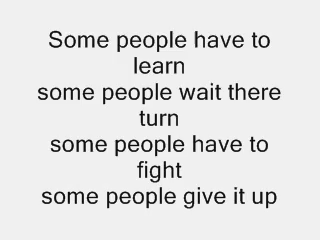 Some people have to
learn
some people wait there
turn
some people have to
fight
some people give it up